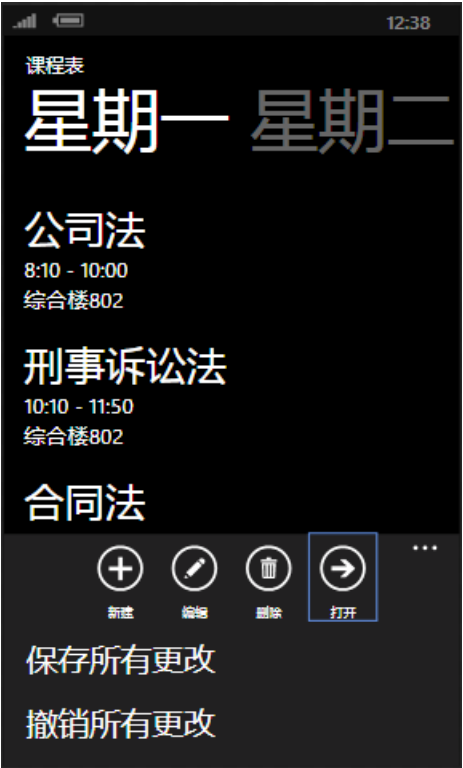 12:38
课程表
星期一 星期二
公司法
8:10 - 10:00
综合楼802
刑事诉讼法
10:10 - 11:50
综合楼802
合同法
新建 编辑 删除 打开
保存所有更改
撤销所有更改